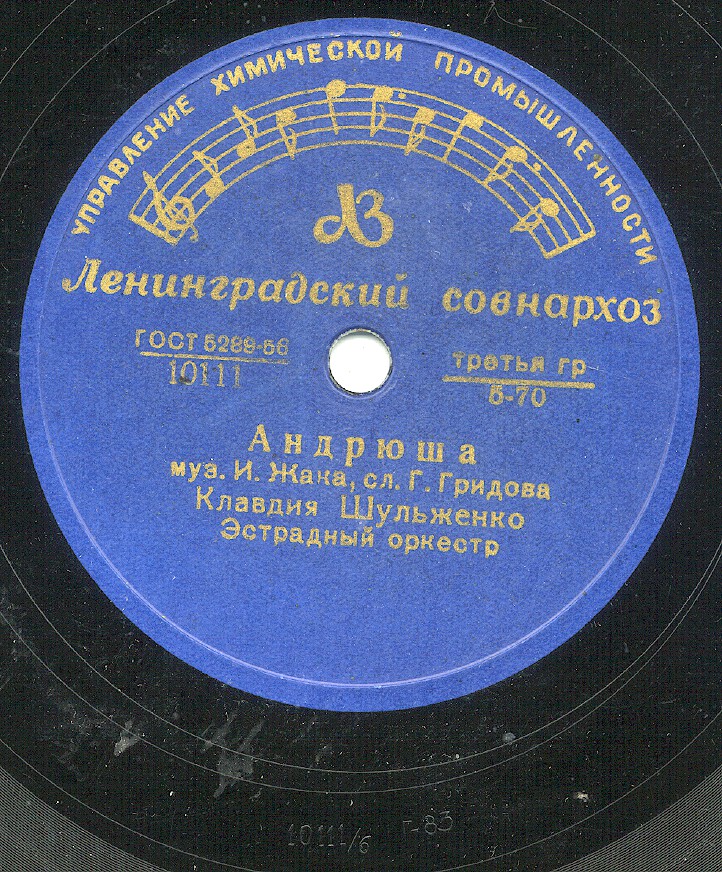 УПРАВЛЕНИЕ ХИМИЧЕСКОЙ ПРОМЫШЛЕННОСТИ
ЛЗ
Ленинградский совнархоз
ГОСТ 5289-56
10111
третья гр
5-70
Андрюша
муз. И. Жака, сл. Г. Гридова
Клавдия Шульженко
Эстрадный оркестр
10111/6 Г-83